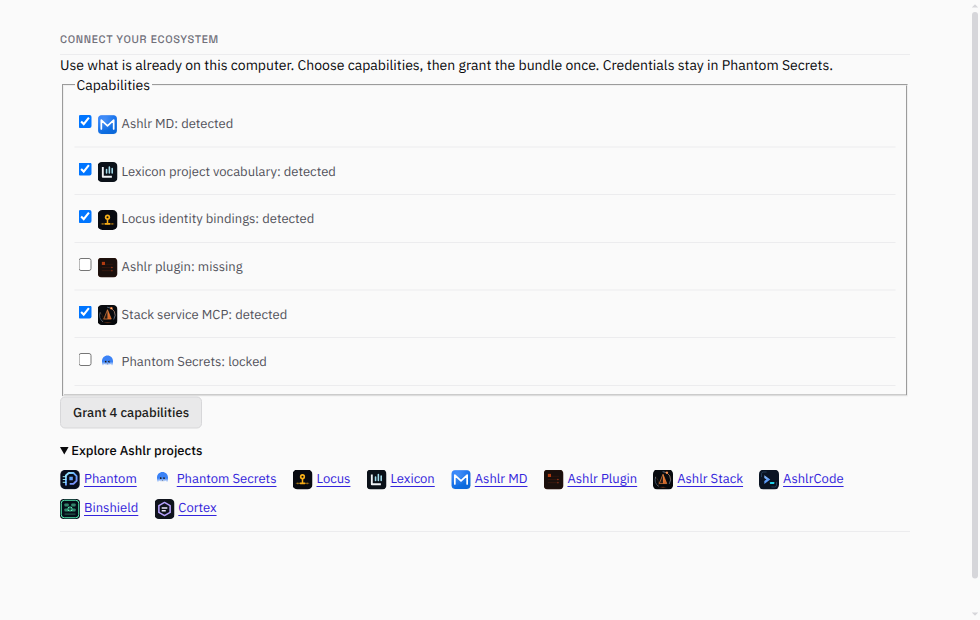 CONNECT YOUR ECOSYSTEM
Use what is already on this computer. Choose capabilities, then grant the bundle once. Credentials stay in Phantom Secrets.
Capabilities
Ashlr MD: detected
Lexicon project vocabulary: detected
Locus identity bindings: detected
Ashlr plugin: missing
Stack service MCP: detected
Phantom Secrets: locked
Grant 4 capabilities
Explore Ashlr projects
Phantom Phantom Secrets Locus Lexicon Ashlr MD Ashlr Plugin Ashlr Stack AshlrCode
Binshield Cortex